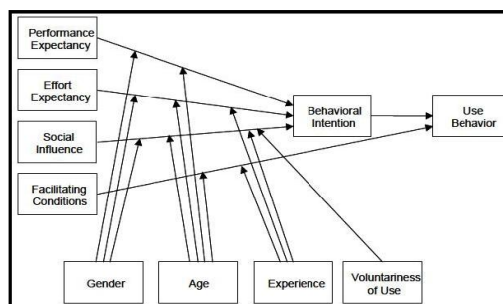 Performance
Expectancy
Effort
Expectancy
Social
Influence
Facilitating
Conditions
Behavioral
Intention
Use
Behavior
Gender
Age
Experience
Voluntariness
of Use